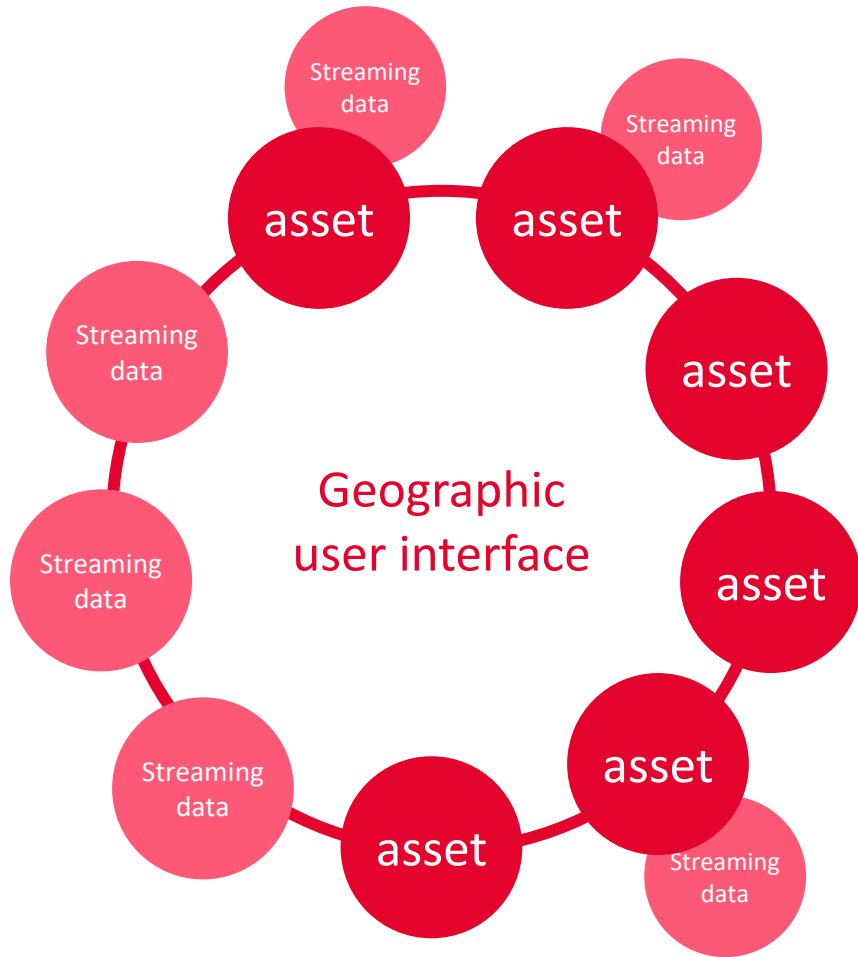 Streaming
data
Streaming
data
asset
asset
Streaming
data
asset
Geographic
user interface
Streaming
data
asset
asset
Streaming
data
asset
Streaming
data